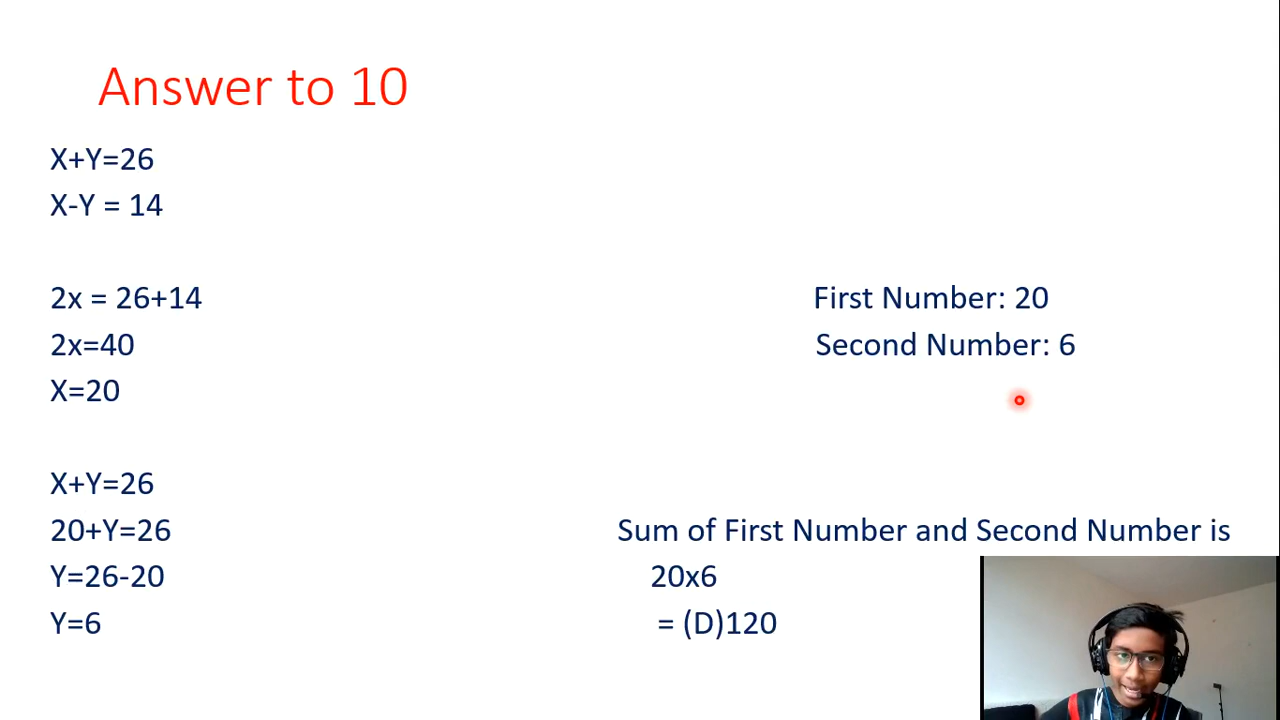 Answer to 10
X+Y=26
X-Y = 14
2x = 26+14
2x=40
X=20
X+Y=26
20+Y=26
Y=26-20
Y=6
First Number: 20
Second Number: 6
Sum of First Number and Second Number is
20x6
= (D)120